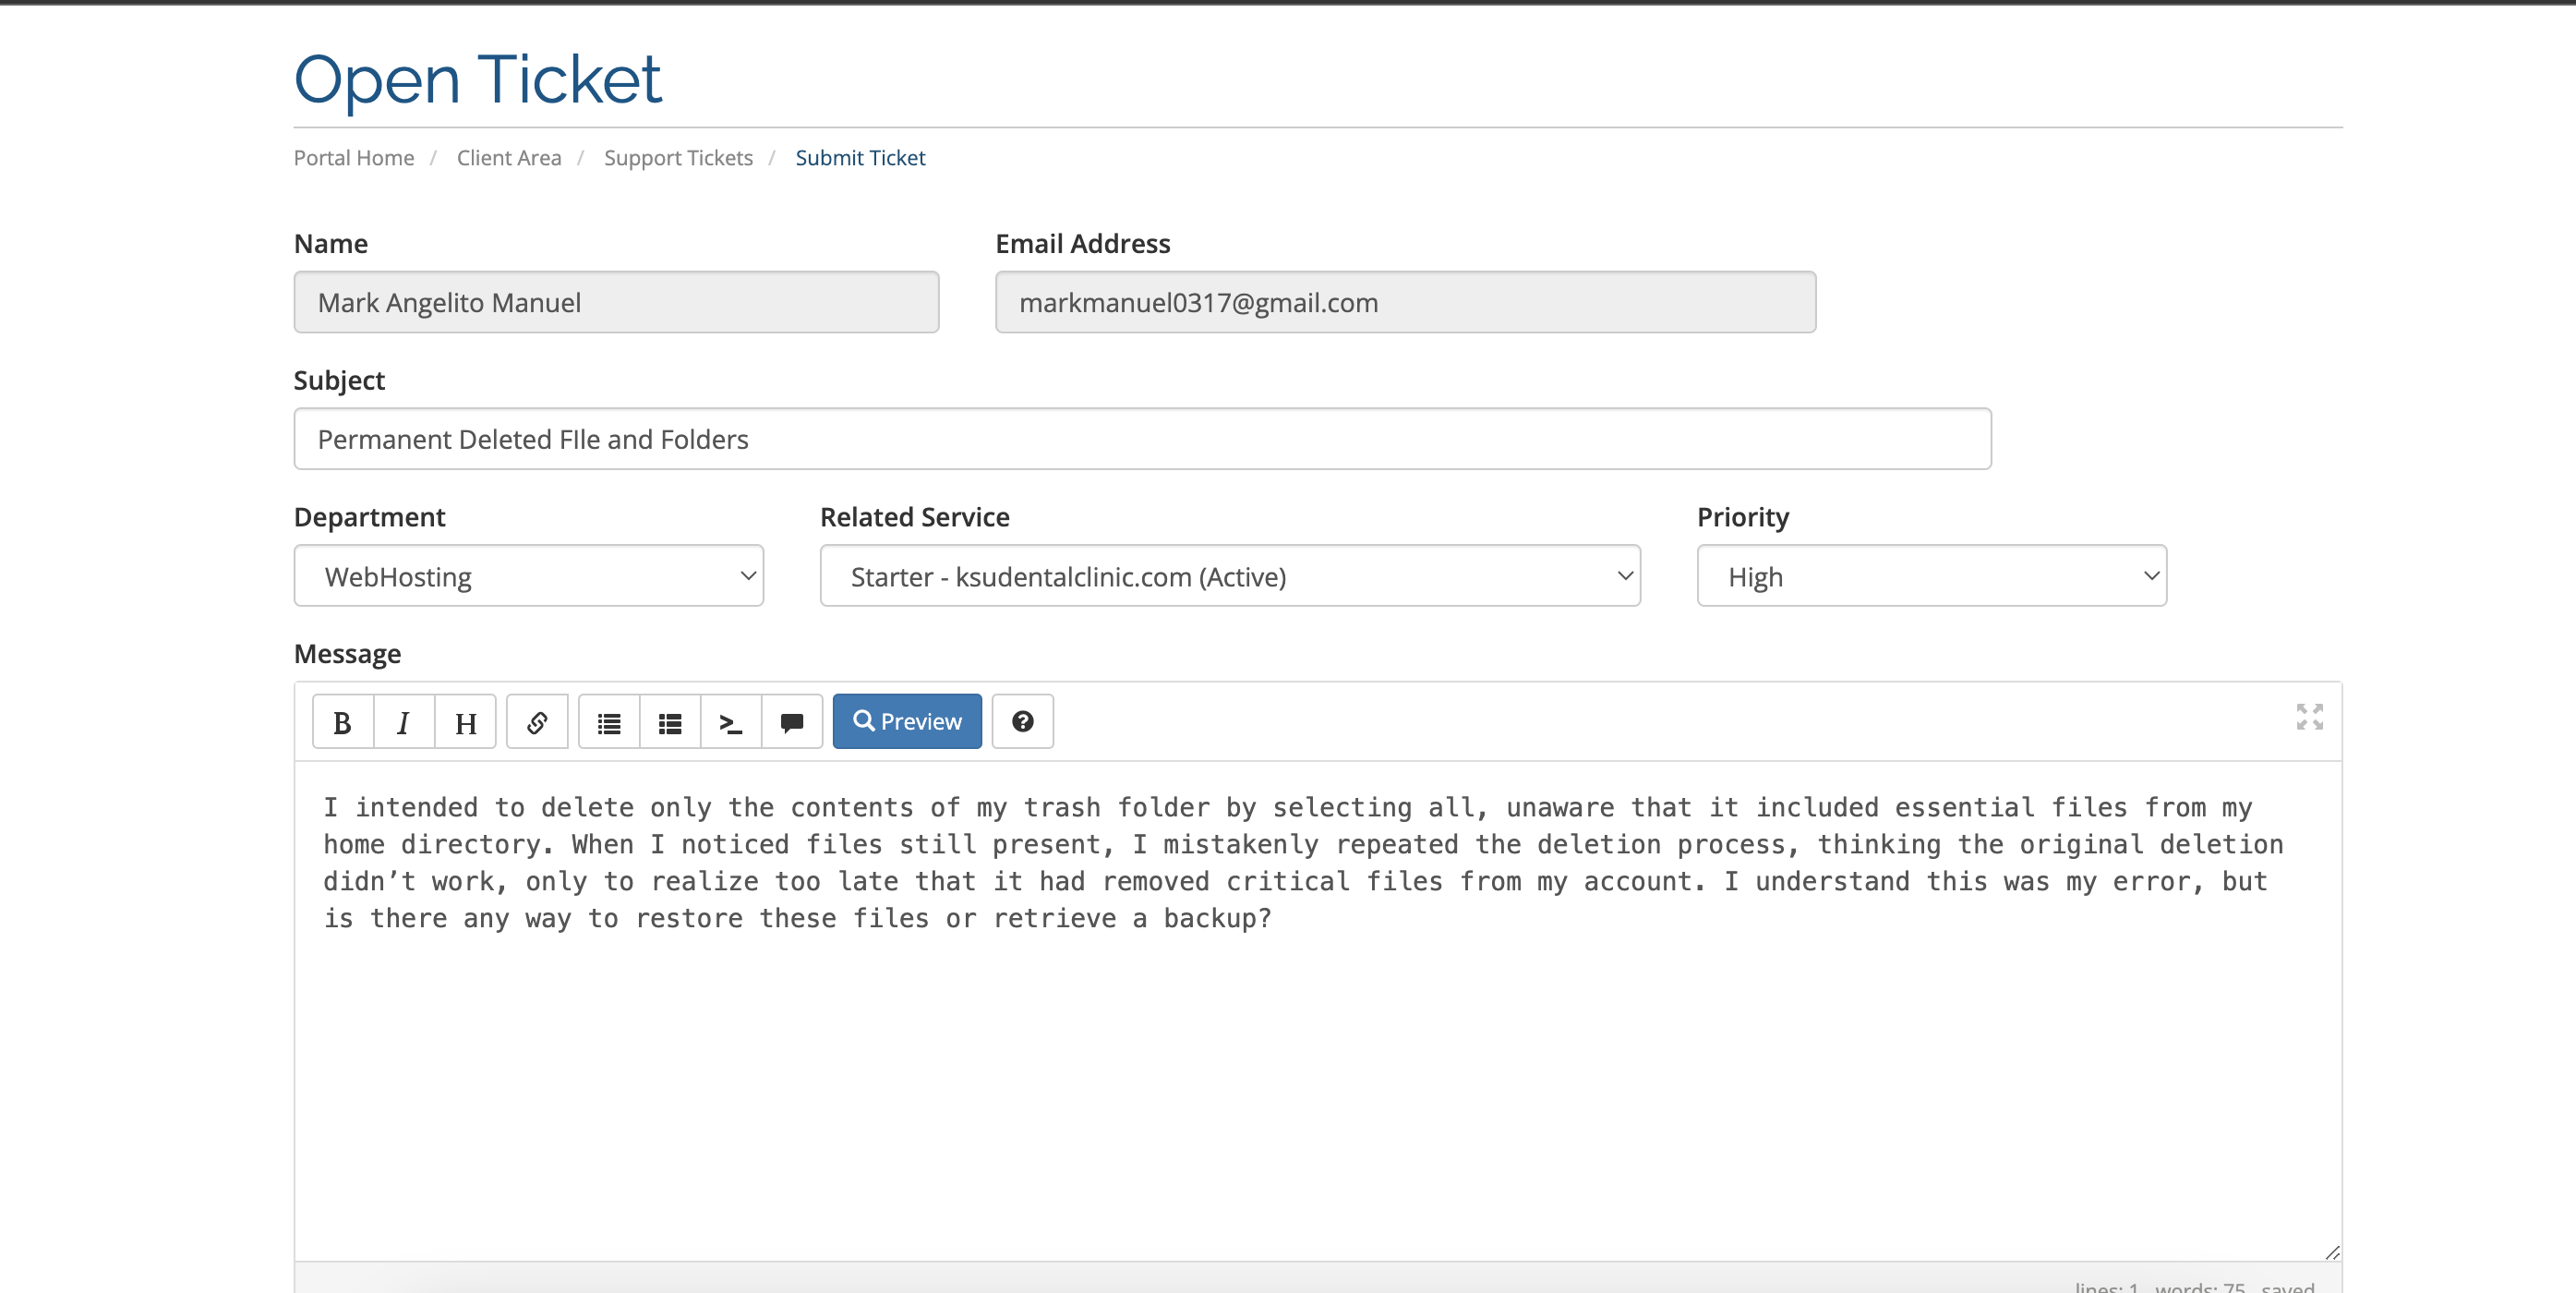 Open Ticket
Portal Home / Client Area / Support Tickets / Submit Ticket
Name
Email Address
Mark Angelito Manuel
markmanuel0317@gmail.com
Subject
Permanent Deleted FIle and Folders
Department
Related Service
Priority
WebHosting
Starter - ksudentalclinic.com (Active)
High
Message
B I H Preview
I intended to delete only the contents of my trash folder by selecting all, unaware that it included essential files from my
home directory. When I noticed files still present, I mistakenly repeated the deletion process, thinking the original deletion
didn’t work, only to realize too late that it had removed critical files from my account. I understand this was my error, but
is there any way to restore these files or retrieve a backup?
lines: 1 words: 75 saved